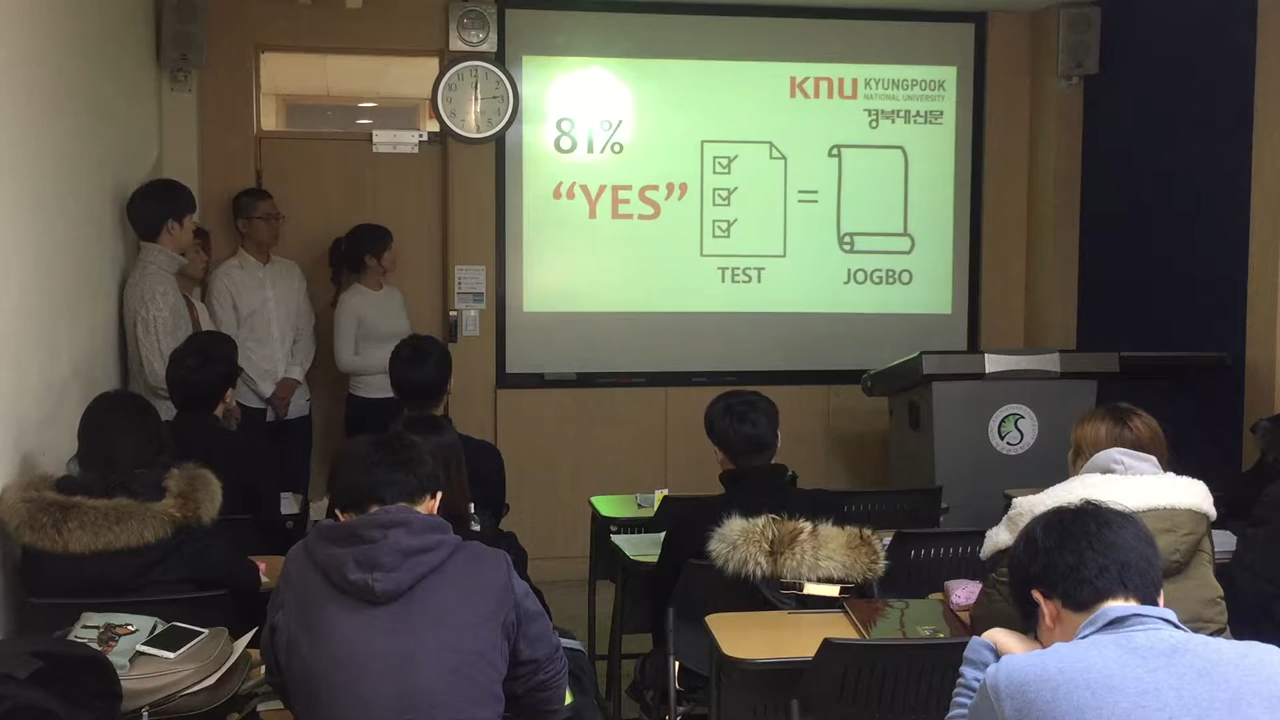 KNU KYUNGPOOK
NATIONAL UNIVERSITY
경북대신문
81%
“YES”
TEST
=
JOGBO